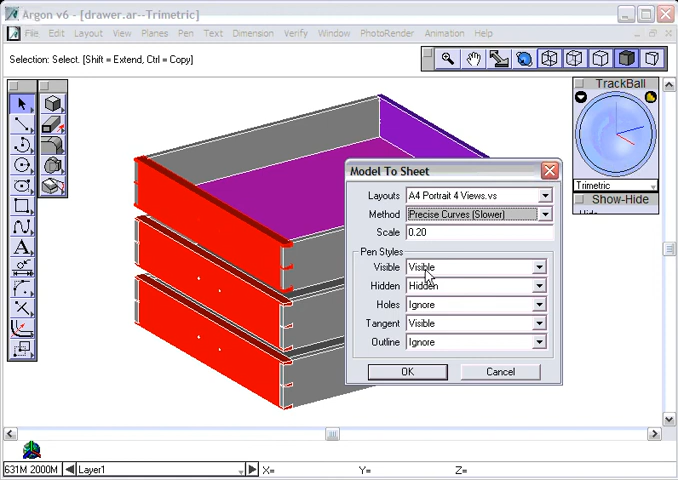 Argon v6 - [drawer.ar--Trimetric]
File Edit Layout View Planes Pen Text Dimension Verify Window PhotoRender Animation Help
Selection: Select. [Shift = Extend, Ctrl = Copy)
TrackBall
Trimetric
Show-Hide
Model To Sheet
Layouts A4 Portrait 4 Views.vs
Method Precise Curves (Slower)
Scale 0.20
Pen Styles
Visible Visible
Hidden Hidden
Holes Ignore
Tangent Visible
Outline Ignore
OK Cancel
631M 2000M Layer1 X= Y= Z=